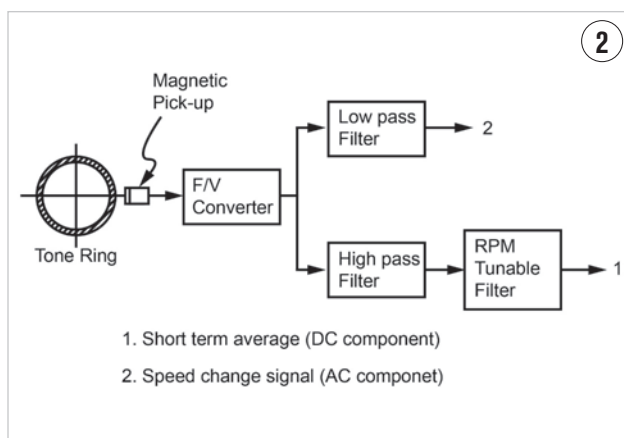 2
Magnetic
Pick-up
Low pass
Filter
2
F/V
Converter
Tone Ring
High pass
Filter
RPM
Tunable
Filter
1
1. Short term average (DC component)
2. Speed change signal (AC componet)